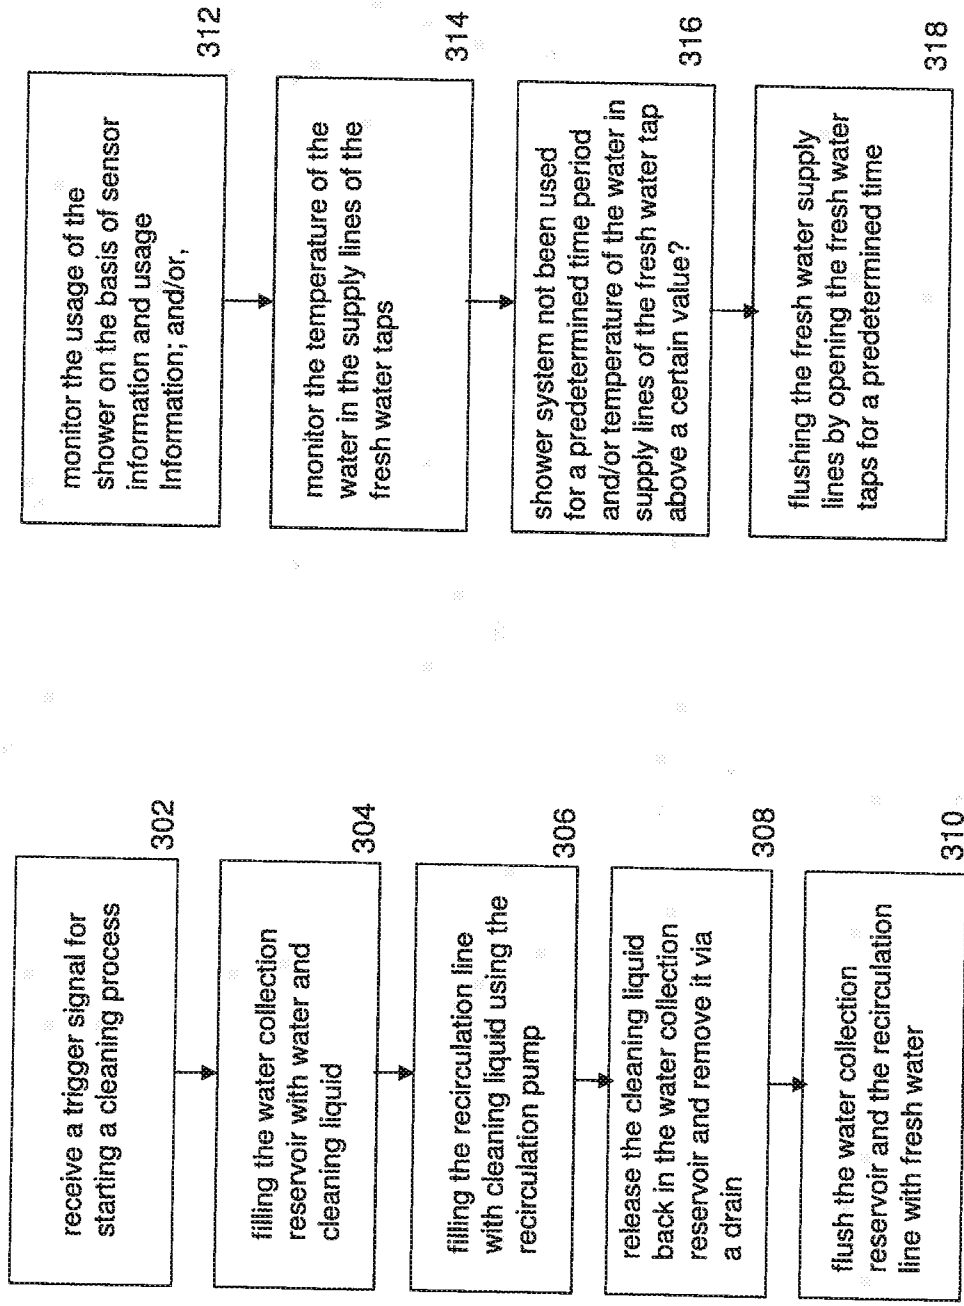 receive a trigger signal for
starting a cleaning process
302
filling the water collection
reservoir with water and
cleaning liquid
304
filling the recirculation line
with cleaning liquid using the
recirculation pump
306
release the cleaning liquid
back in the water collection
reservoir and remove it via
a drain
308
flush the water collection
reservoir and the recirculation
line with fresh water
310
monitor the usage of the
shower on the basis of sensor
information and usage
Information; and/or,
312
monitor the temperature of the
water in the supply lines of the
fresh water taps
314
shower system not been used
for a predetermined time period
and/or temperature of the water in
supply lines of the fresh water tap
above a certain value?
316
flushing the fresh water supply
lines by opening the fresh water
taps for a predetermined time
318